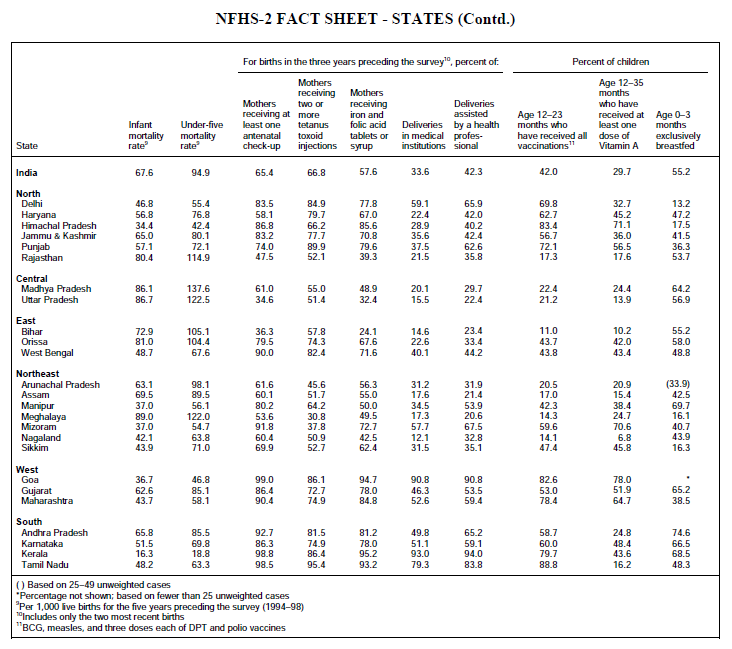 NFHS-2 FACT SHEET - STATES (Contd.)
For births in the three years preceding the survey10, percent of: Percent of children
State Infant mortality rate9 Under-five mortality rate9 Mothers receiving at least one antenatal check-up Mothers receiving two or more tetanus toxoid injections Mothers receiving iron and folic acid tablets or syrup Deliveries in medical institutions Deliveries assisted by a health profes- sional Age 12–23 months who have received all vaccinations11 Age 12–35 months who have received at least one dose of Vitamin A Age 0–3 months exclusively breastfed
India 67.6 94.9 65.4 66.8 57.6 33.6 42.3 42.0 29.7 55.2
North
Delhi 46.8 55.4 83.5 84.9 77.8 59.1 65.9 69.8 32.7 13.2
Haryana 56.8 76.8 58.1 79.7 67.0 22.4 42.0 62.7 45.2 47.2
Himachal Pradesh 34.4 42.4 86.8 66.2 85.6 28.9 40.2 83.4 71.1 17.5
Jammu & Kashmir 65.0 80.1 83.2 77.7 70.8 35.6 42.4 56.7 36.0 41.5
Punjab 57.1 72.1 74.0 89.9 79.6 37.5 62.6 72.1 56.5 36.3
Rajasthan 80.4 114.9 47.5 52.1 39.3 21.5 35.8 17.3 17.6 53.7
Central
Madhya Pradesh 86.1 137.6 61.0 55.0 48.9 20.1 29.7 22.4 24.4 64.2
Uttar Pradesh 86.7 122.5 34.6 51.4 32.4 15.5 22.4 21.2 13.9 56.9
East
Bihar 72.9 105.1 36.3 57.8 24.1 14.6 23.4 11.0 10.2 55.2
Orissa 81.0 104.4 79.5 74.3 67.6 22.6 33.4 43.7 42.0 58.0
West Bengal 48.7 67.6 90.0 82.4 71.6 40.1 44.2 43.8 43.4 48.8
Northeast
Arunachal Pradesh 63.1 98.1 61.6 45.6 56.3 31.2 31.9 20.5 20.9 (33.9)
Assam 69.5 89.5 60.1 51.7 55.0 17.6 21.4 17.0 15.4 42.5
Manipur 37.0 56.1 80.2 64.2 50.0 34.5 53.9 42.3 38.4 69.7
Meghalaya 89.0 122.0 53.6 30.8 49.5 17.3 20.6 14.3 24.7 16.1
Mizoram 37.0 54.7 91.8 37.8 72.7 57.7 67.5 59.6 70.6 40.7
Nagaland 42.1 63.8 60.4 50.9 42.5 12.1 32.8 14.1 6.8 43.9
Sikkim 43.9 71.0 69.9 52.7 62.4 31.5 35.1 47.4 45.8 16.3
West
Goa 36.7 46.8 99.0 86.1 94.7 90.8 90.8 82.6 78.0 *
Gujarat 62.6 85.1 86.4 72.7 78.0 46.3 53.5 53.0 51.9 65.2
Maharashtra 43.7 58.1 90.4 74.9 84.8 52.6 59.4 78.4 64.7 38.5
South
Andhra Pradesh 65.8 85.5 92.7 81.5 81.2 49.8 65.2 58.7 24.8 74.6
Karnataka 51.5 69.8 86.3 74.9 78.0 51.1 59.1 60.0 48.4 66.5
Kerala 16.3 18.8 98.8 86.4 95.2 93.0 94.0 79.7 43.6 68.5
Tamil Nadu 48.2 63.3 98.5 95.4 93.2 79.3 83.8 88.8 16.2 48.3
( ) Based on 25–49 unweighted cases
*Percentage not shown; based on fewer than 25 unweighted cases
9Per 1,000 live births for the five years preceding the survey (1994–98)
10Includes only the two most recent births
11BCG, measles, and three doses each of DPT and polio vaccines